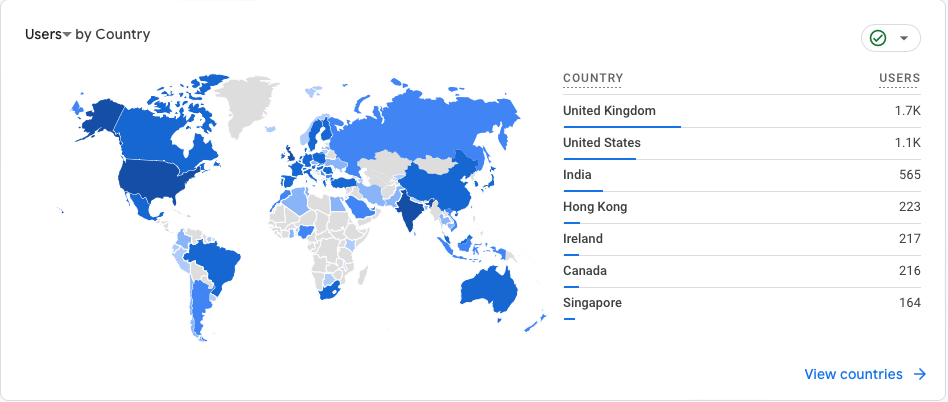 Users by Country
COUNTRY USERS
United Kingdom 1.7K
United States 1.1K
India 565
Hong Kong 223
Ireland 217
Canada 216
Singapore 164
View countries